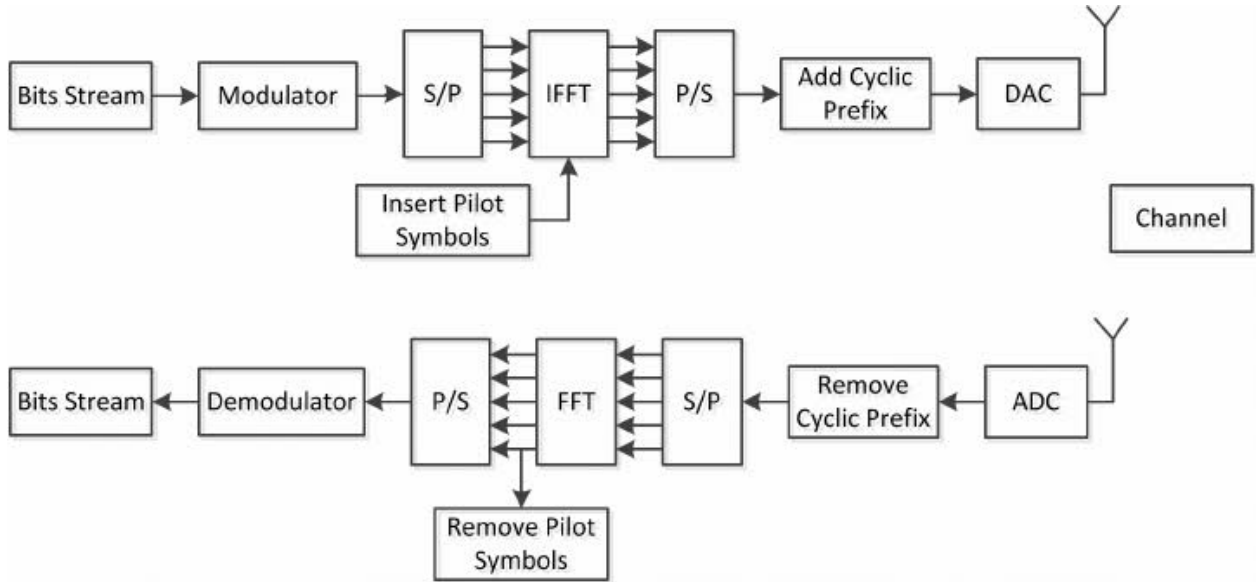 Bits Stream
Modulator
S/P
IFFT
P/S
Add Cyclic
Prefix
DAC
Insert Pilot
Symbols
Channel
Bits Stream
Demodulator
P/S
FFT
S/P
Remove
Cyclic Prefix
ADC
Remove Pilot
Symbols